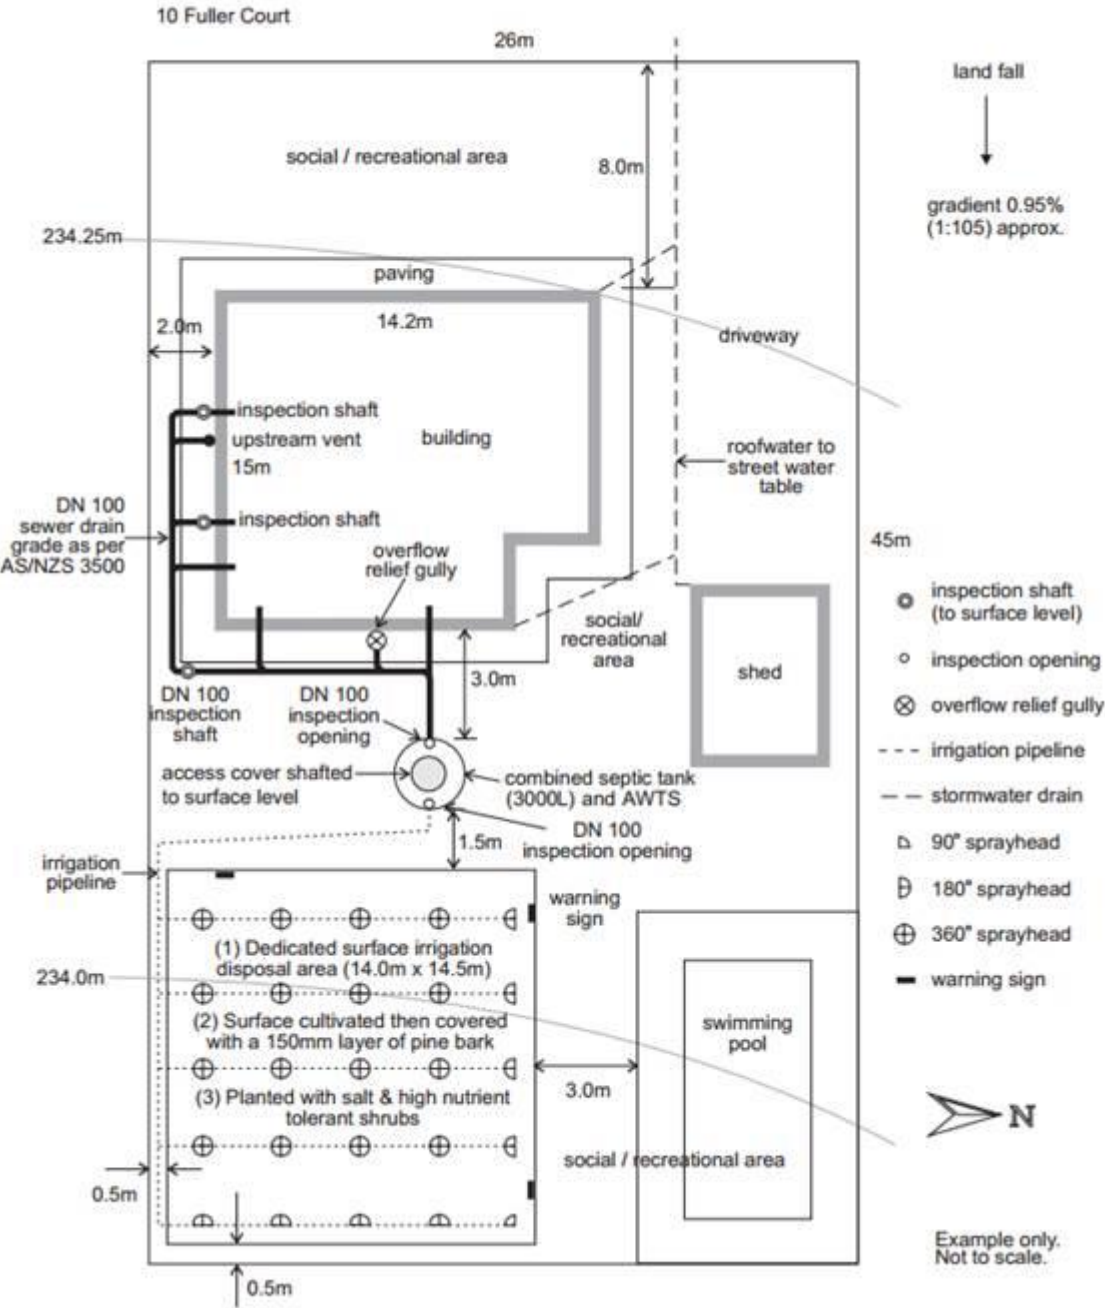 10 Fuller Court
26m
land fall
social / recreational area
8.0m
gradient 0.95%
(1:105) approx.
234.25m
paving
14.2m
2.0m
driveway
inspection shaft
upstream vent
building
15m
roofwater to
street water
table
DN 100
sewer drain
grade as per
AS/NZS 3500
inspection shaft
overflow
relief gully
45m
inspection shaft
(to surface level)
social/
recreational
area
inspection opening
shed
3.0m
DN 100
inspection
shaft
DN 100
inspection
opening
overflow relief gully
irrigation pipeline
access cover shafted
to surface level
combined septic tank
(3000L) and AWTS
stormwater drain
DN 100
inspection opening
1.5m
90° sprayhead
irrigation
pipeline
180° sprayhead
warning
sign
360° sprayhead
(1) Dedicated surface irrigation
disposal area (14.0m x 14.5m)
234.0m
warning sign
(2) Surface cultivated then covered
with a 150mm layer of pine bark
swimming
pool
3.0m
(3) Planted with salt & high nutrient
tolerant shrubs
N
social / recreational area
0.5m
Example only.
Not to scale.
0.5m